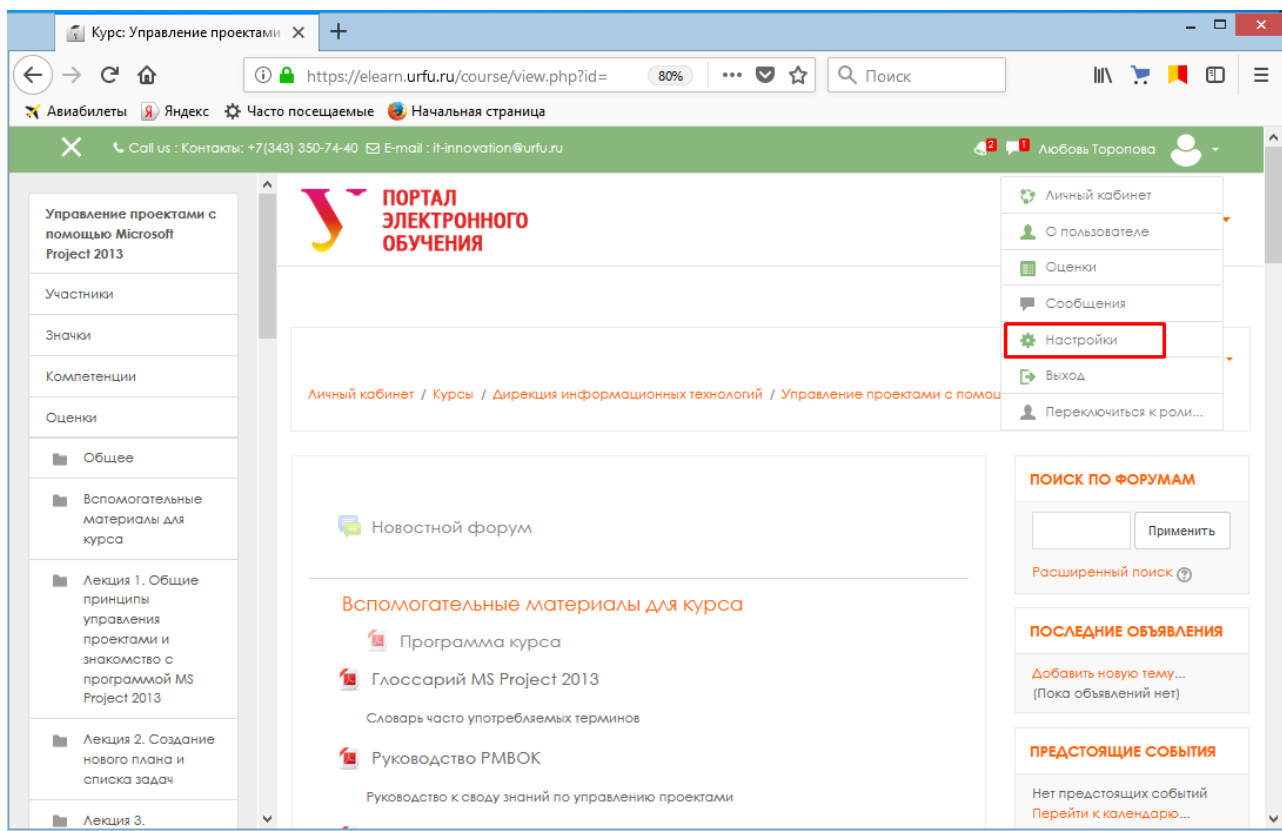 Курс: Управление проектами
https://elearn.urfu.ru/course/view.php?id=
80%
Поиск
Авиабилеты
Яндекс
Часто посещаемые
Начальная страница
Call us : Контакты: +7(343) 350-74-40
E-mail : it-innovation@urfu.ru
2
1
Любовь Торопова
Управление проектами с
помощью Microsoft
Project 2013
Участники
Значки
Компетенции
Оценки
Общее
Вспомогательные
материалы для
курса
Лекция 1. Общие
принципы
управления
проектами и
знакомство с
программой MS
Project 2013
Лекция 2. Создание
нового плана и
списка задач
Лекция 3.
ПОРТАЛ
ЭЛЕКТРОННОГО
ОБУЧЕНИЯ
Личный кабинет
О пользователе
Оценки
Сообщения
Настройки
Выход
Переключиться к роли...
Личный кабинет / Курсы / Дирекция информационных технологий / Управление проектами с помощ
Новостной форум
Вспомогательные материалы для курса
Программа курса
Глоссарий MS Project 2013
Словарь часто употребляемых терминов
Руководство PMBOK
Руководство к своду знаний по управлению проектами
ПОИСК ПО ФОРУМАМ
Применить
Расширенный поиск
ПОСЛЕДНИЕ ОБЪЯВЛЕНИЯ
Добавить новую тему...
(Пока объявлений нет)
ПРЕДСТОЯЩИЕ СОБЫТИЯ
Нет предстоящих событий
Перейти к календарю...